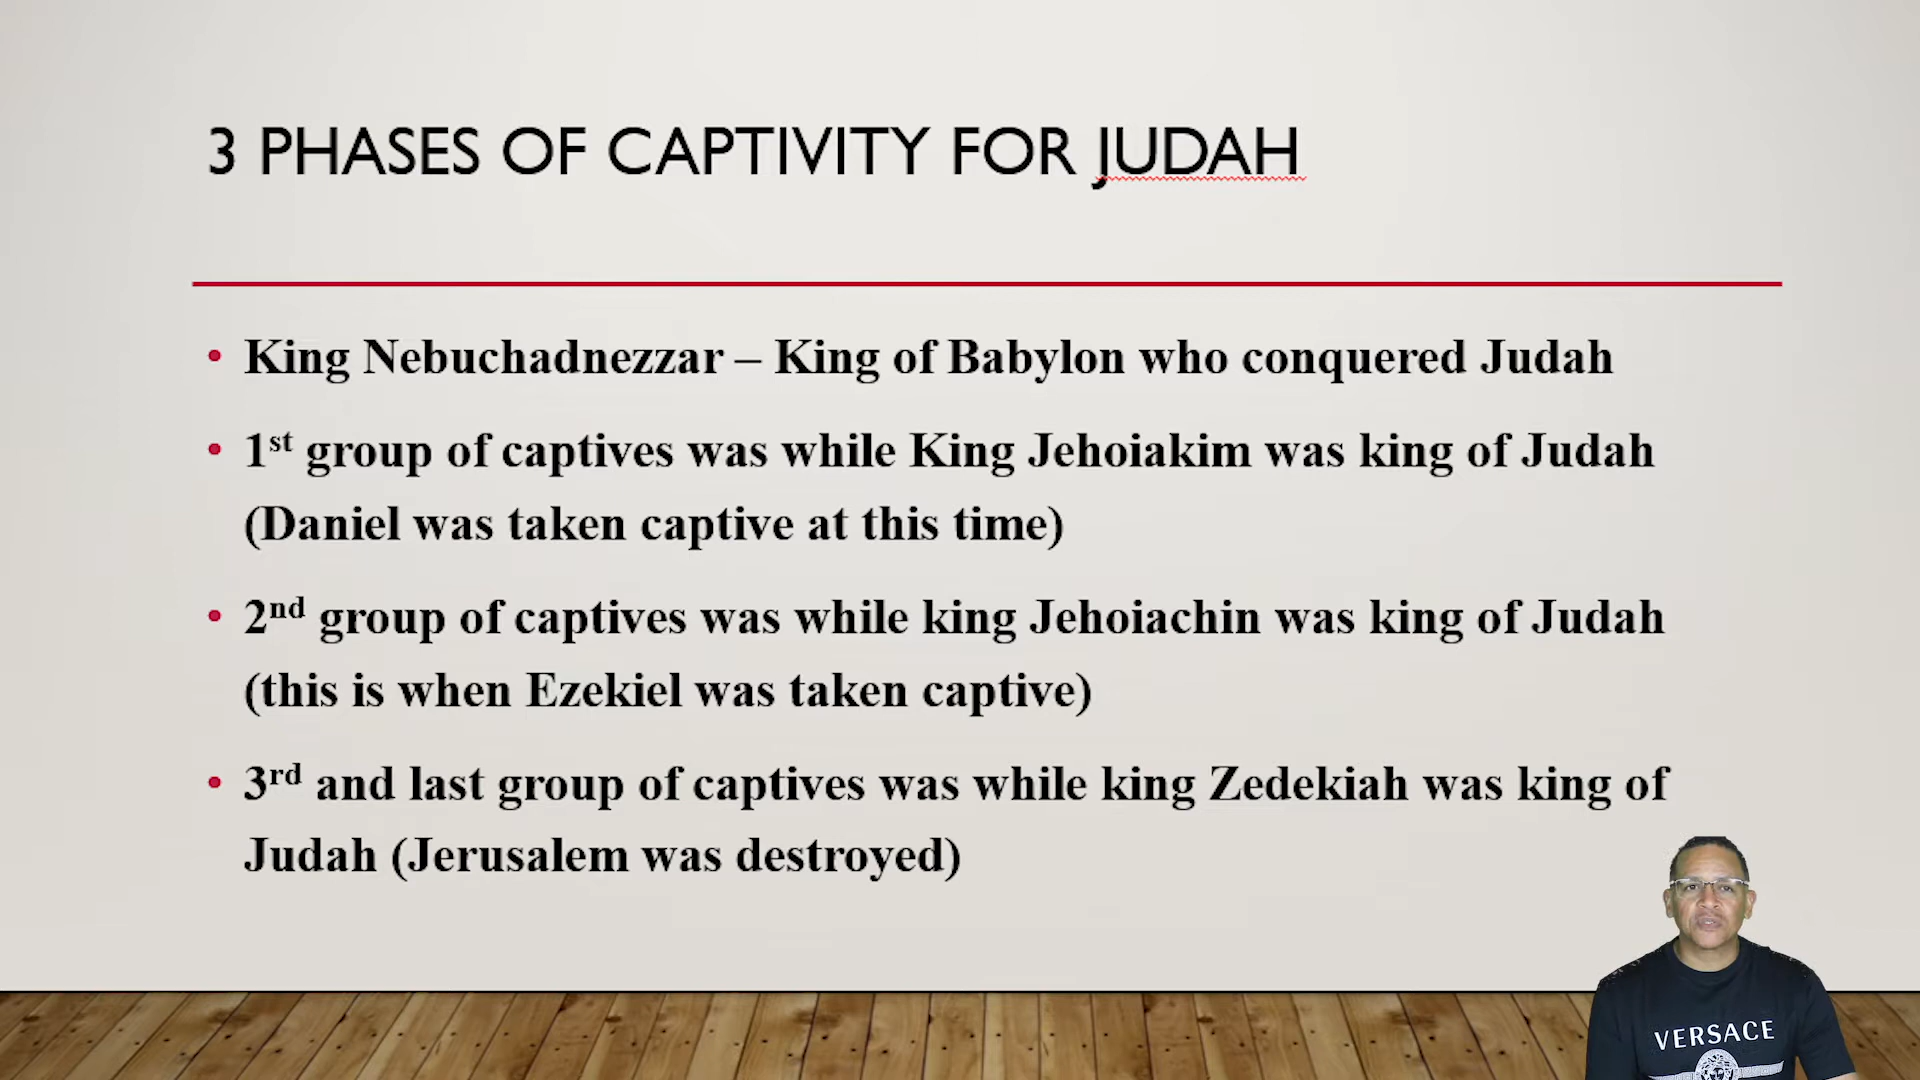 3 PHASES OF CAPTIVITY FOR JUDAH
• King Nebuchadnezzar – King of Babylon who conquered Judah
• 1st group of captives was while King Jehoiakim was king of Judah
(Daniel was taken captive at this time)
• 2nd group of captives was while king Jehoiachin was king of Judah
(this is when Ezekiel was taken captive)
• 3rd and last group of captives was while king Zedekiah was king of
Judah (Jerusalem was destroyed)
VERSACE